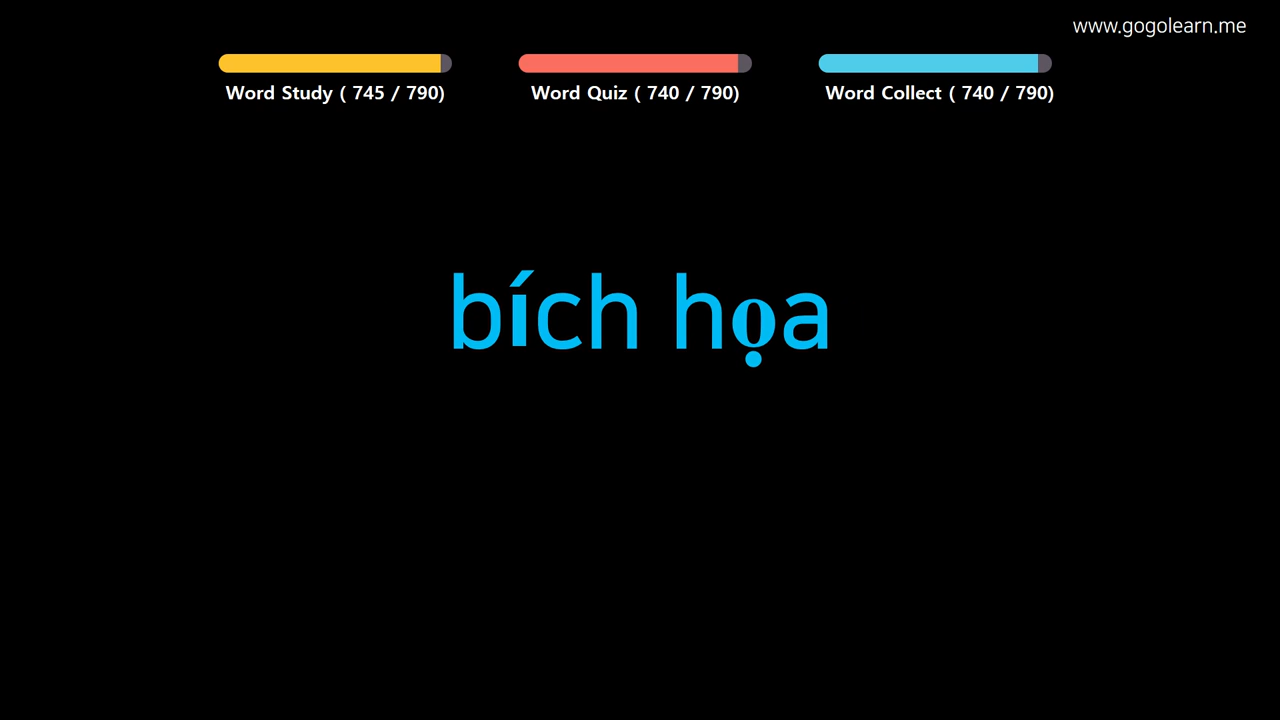 www.gogolearn.me
Word Study ( 745 / 790)
Word Quiz ( 740 / 790)
Word Collect ( 740 / 790)
bích họa